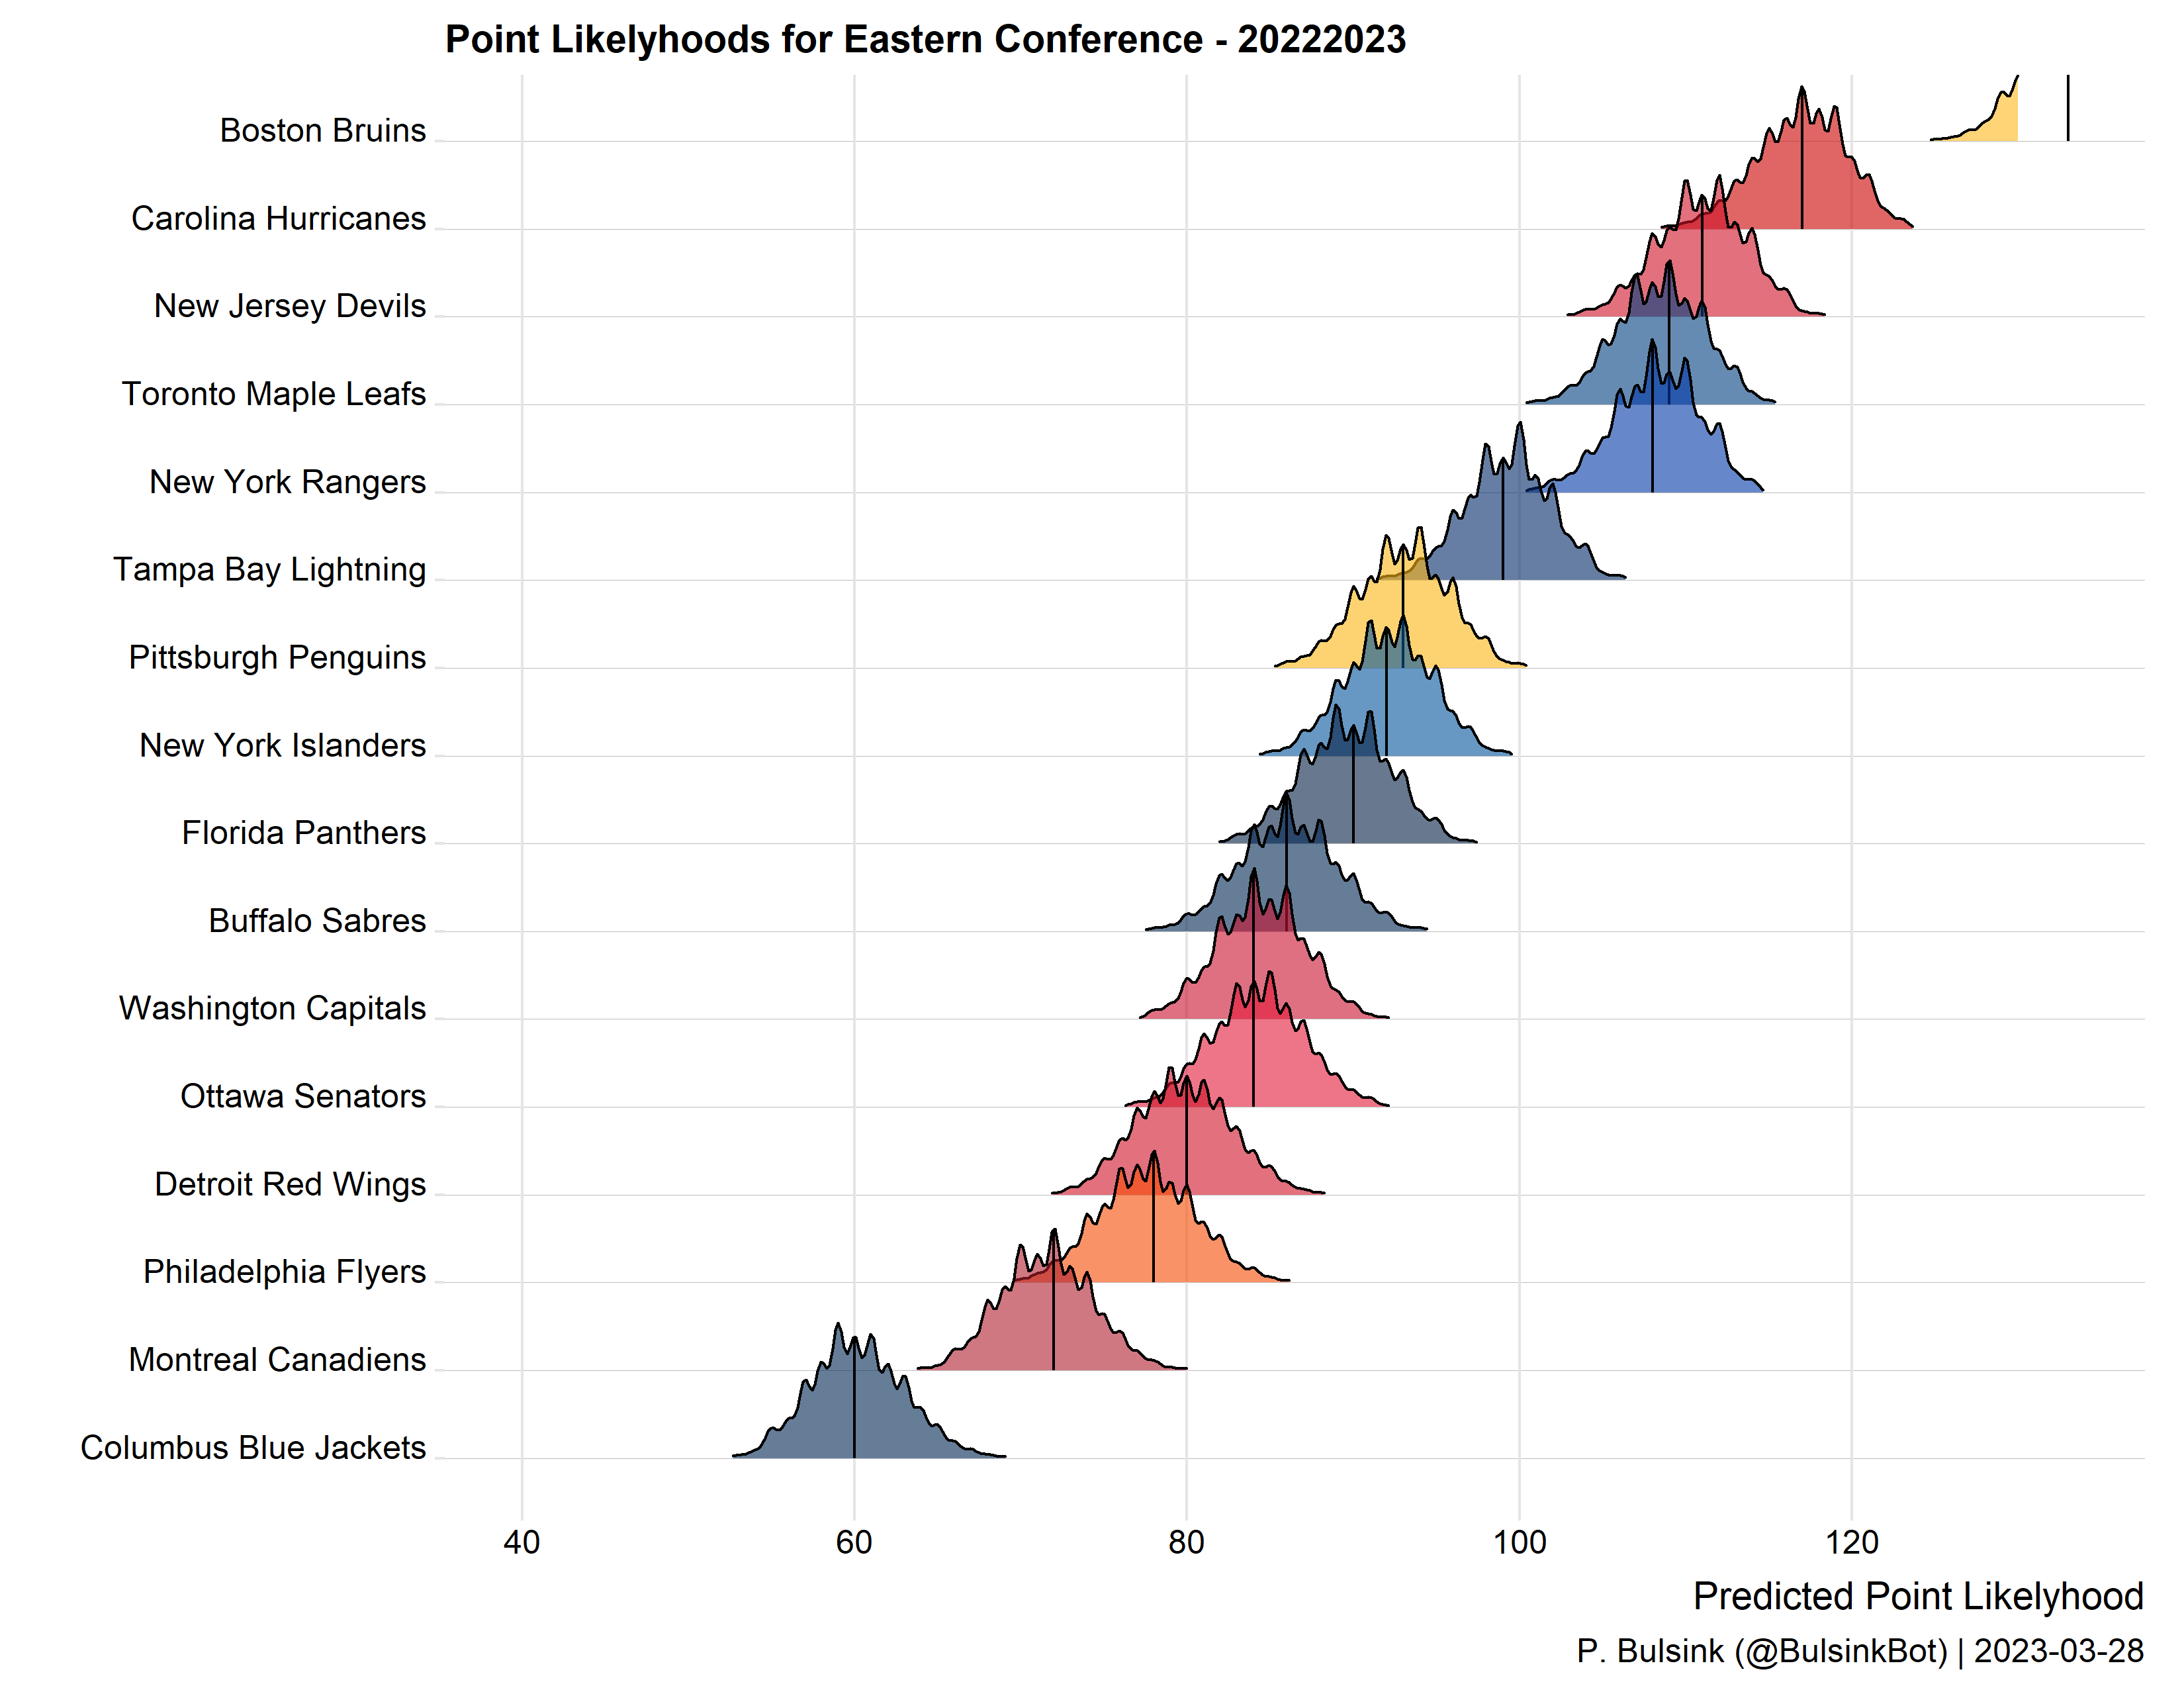 Point Likelyhoods for Eastern Conference - 20222023
Boston Bruins
Carolina Hurricanes
New Jersey Devils
Toronto Maple Leafs
New York Rangers
Tampa Bay Lightning
Pittsburgh Penguins
New York Islanders
Florida Panthers
Buffalo Sabres
Washington Capitals
Ottawa Senators
Detroit Red Wings
Philadelphia Flyers
Montreal Canadiens
Columbus Blue Jackets
40 60 80 100 120
Predicted Point Likelyhood
P. Bulsink (@BulsinkBot) | 2023-03-28